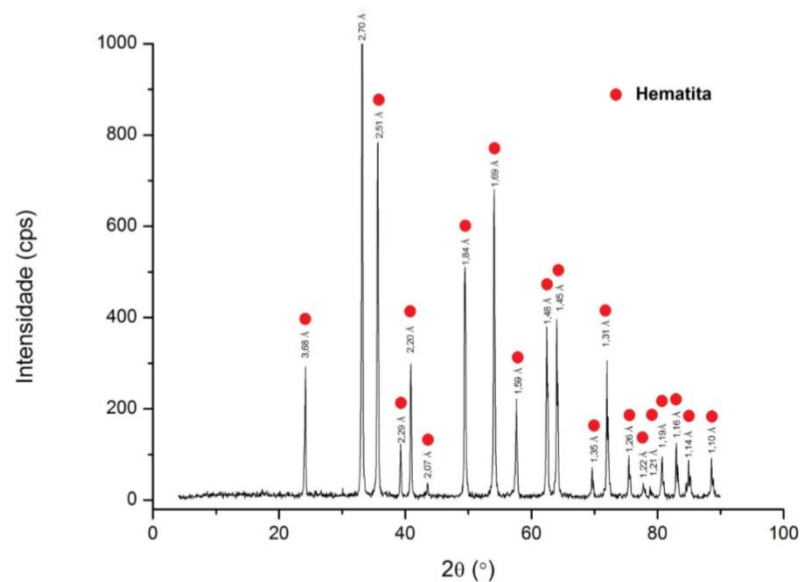 Intensidade (cps)
1000
800
600
400
200
0
3,68 Å
2,70 Å
2,51 Å
2,29 Å
2,20 Å
2,07 Å
1,84 Å
1,69 Å
1,59 Å
1,48 Å
1,45 Å
1,35 Å
1,31 Å
1,26 Å
1,22 Å
1,21 Å
1,19Å
1,16 Å
1,14 Å
1,10 Å
Hematita
0
20
40
60
80
100
2θ (°)